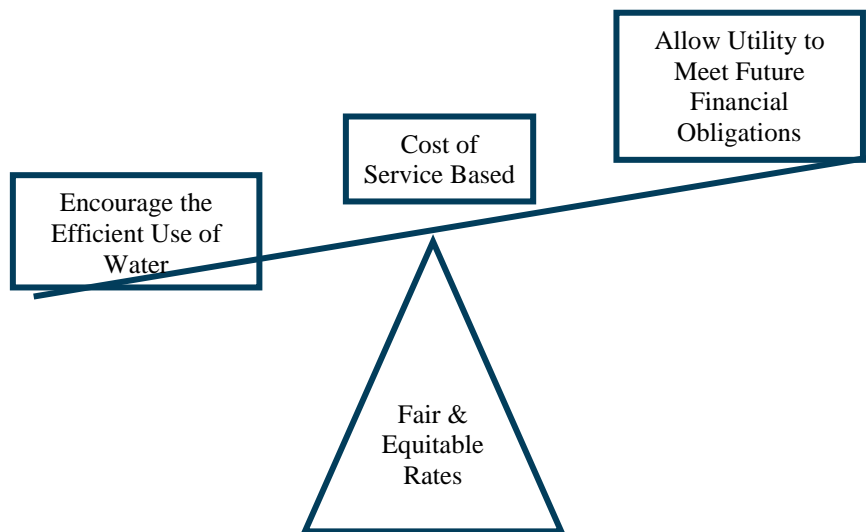 Allow Utility to
Meet Future
Financial
Obligations
Cost of
Service Based
Encourage the
Efficient Use of
Water
Fair &
Equitable
Rates